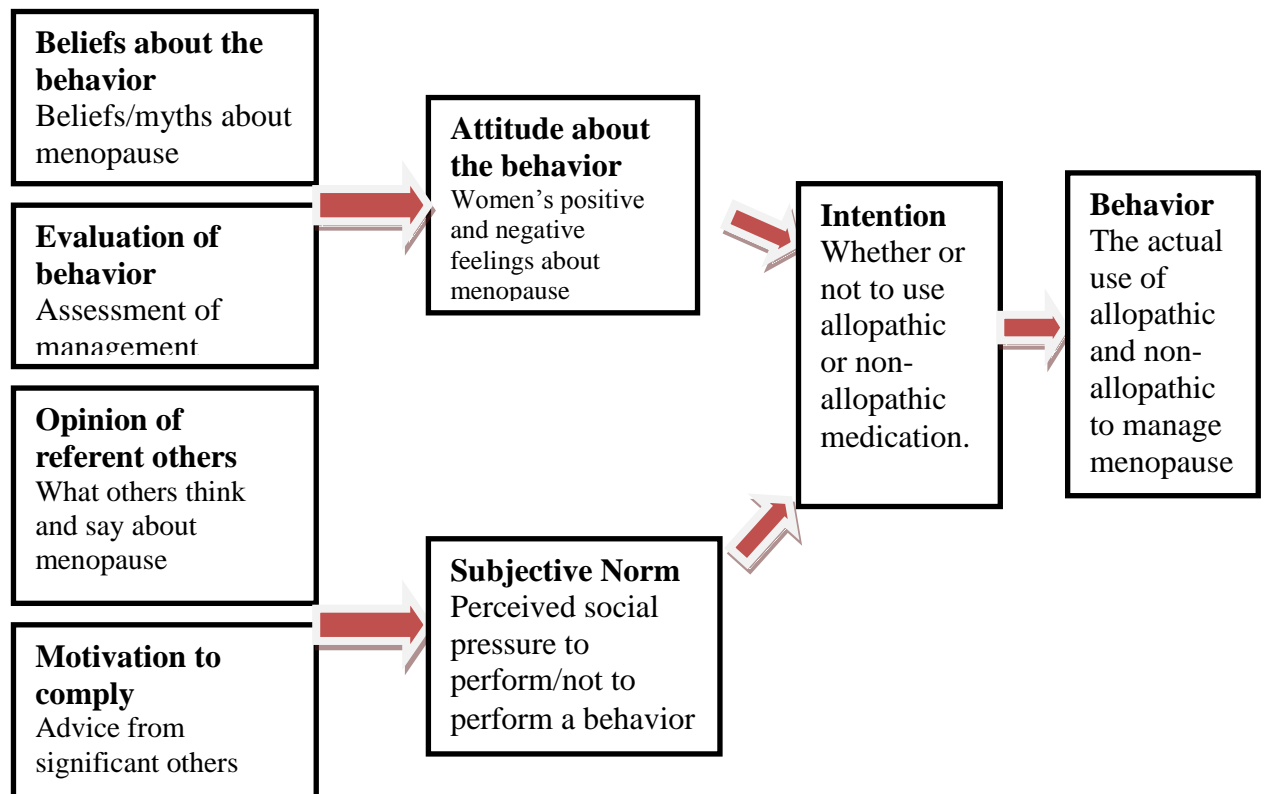 Beliefs about the
behavior
Beliefs/myths about
menopause
Evaluation of
behavior
Assessment of
management
Opinion of
referent others
What others think
and say about
menopause
Motivation to
comply
Advice from
significant others
Attitude about
the behavior
Women’s positive
and negative
feelings about
menopause
Subjective Norm
Perceived social
pressure to
perform/not to
perform a behavior
Intention
Whether or
not to use
allopathic
or non-
allopathic
medication.
Behavior
The actual
use of
allopathic
and non-
allopathic
to manage
menopause